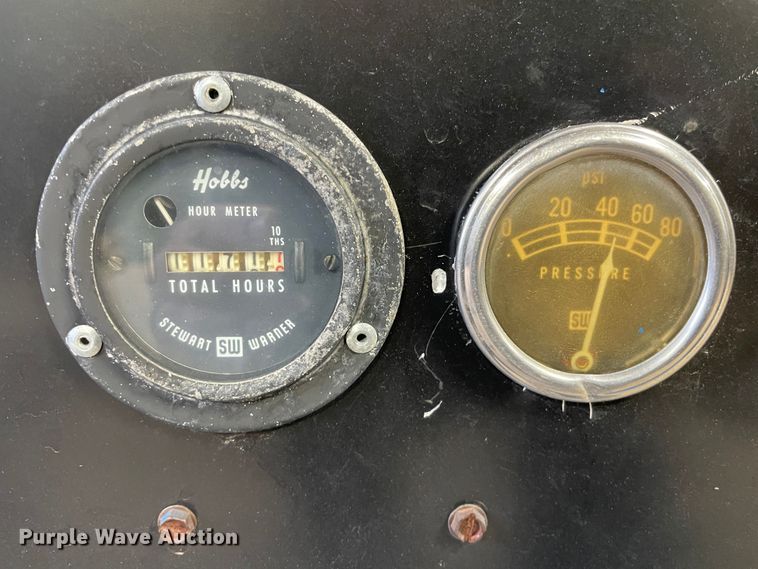 Hobbs
HOUR METER
10
THS
TOTAL HOURS
STEWART SW WARNER
psi
0 20 40 60 80
PRESSURE
SW
Purple Wave Auction